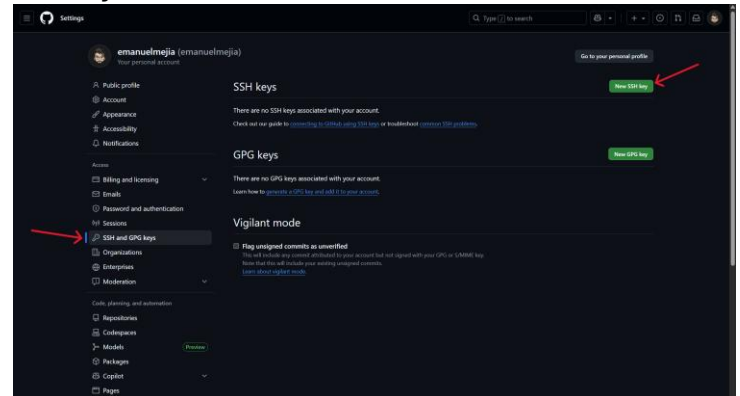 Settings
Type / to search
emanuelmejia (emanuelmejia)
Your personal account
Go to your personal profile
Public profile
Account
Appearance
Accessibility
Notifications
Access
Billing and licensing
Emails
Password and authentication
Sessions
SSH and GPG keys
Organizations
Enterprises
Moderation
Code, planning, and automation
Repositories
Codespaces
Models Preview
Packages
Copilot
Pages
SSH keys
New SSH key
There are no SSH keys associated with your account.
Check out our guide to connecting to GitHub using SSH keys or troubleshoot common SSH problems.
GPG keys
New GPG key
There are no GPG keys associated with your account.
Learn how to generate a GPG key and add it to your account.
Vigilant mode
Flag unsigned commits as unverified
This will include any commit attributed to your account but not signed with your GPG or S/MIME key.
Note that this will include your existing unsigned commits.
Learn about vigilant mode.